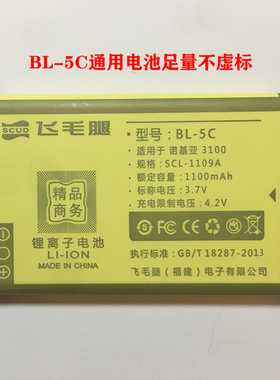 BL-5C通用电池足量不虚标
SCUD 飞毛腿
精品
商务
锂离子电池
LI-ION
MADE IN CHINA
型号: BL-5C
适用于 诺基亚 3100
规格: SCL-1109A
额定容量: 1100mAh
标称电压: 3.7V
充电限制电压: 4.2V
执行标准: GB/T 18287-2013
飞毛腿（福建）电子有限公司